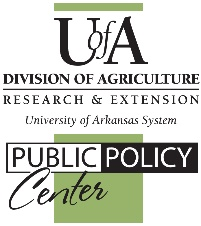 UofA
DIVISION OF AGRICULTURE
RESEARCH & EXTENSION
University of Arkansas System
PUBLIC POLICY
Center